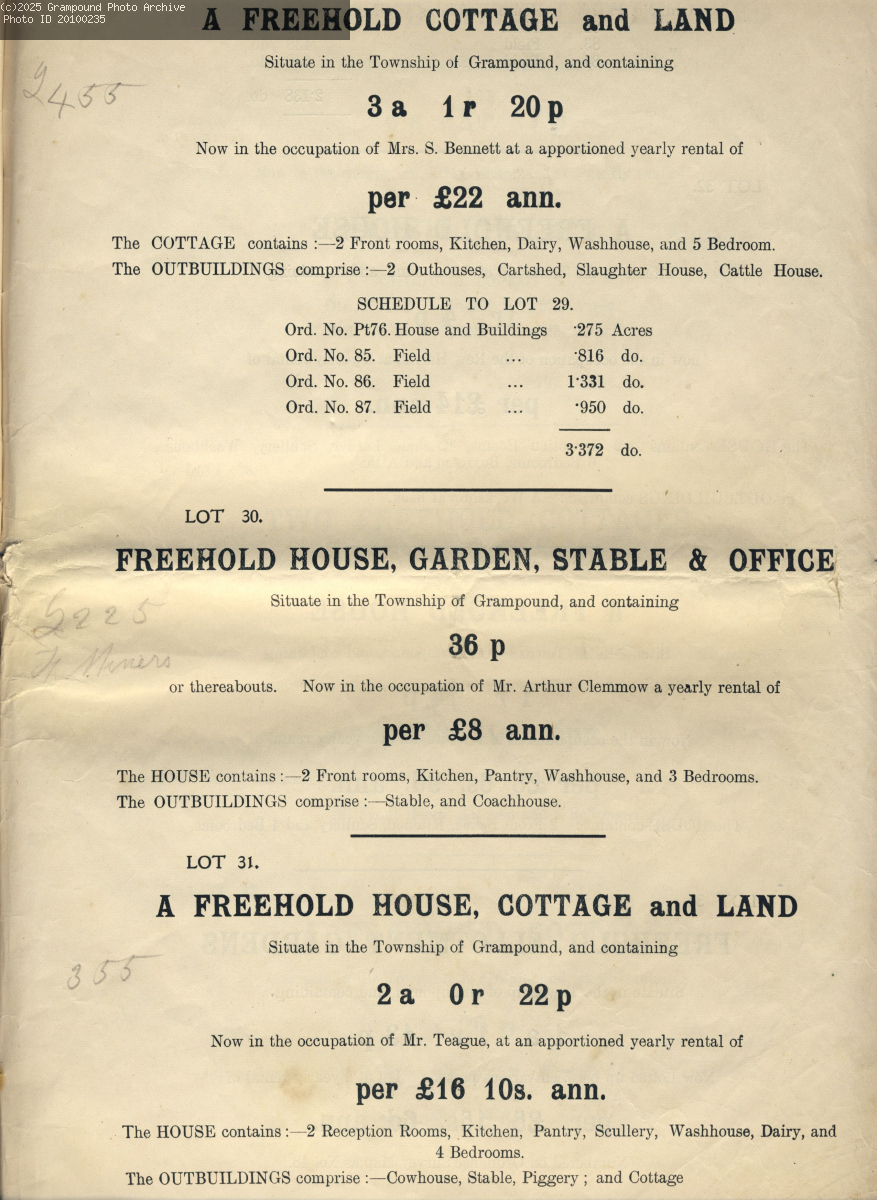 (c)2025 Grampound Photo Archive
Photo ID 20100235
A FREEHOLD COTTAGE and LAND
Situate in the Township of Grampound, and containing
3 a 1 r 20 p
2455
Now in the occupation of Mrs. S. Bennett at a apportioned yearly rental of
per £22 ann.
The COTTAGE contains :—2 Front rooms, Kitchen, Dairy, Washhouse, and 5 Bedroom.
The OUTBUILDINGS comprise :—2 Outhouses, Cartshed, Slaughter House, Cattle House.
SCHEDULE TO LOT 29.
Ord. No. Pt76. House and Buildings ·275 Acres
Ord. No. 85. Field ... ·816 do.
Ord. No. 86. Field ... 1·331 do.
Ord. No. 87. Field ... ·950 do.
3·372 do.
LOT 30.
FREEHOLD HOUSE, GARDEN, STABLE & OFFICE
Situate in the Township of Grampound, and containing
36 p
225
Miners
or thereabouts. Now in the occupation of Mr. Arthur Clemmow a yearly rental of
per £8 ann.
The HOUSE contains :—2 Front rooms, Kitchen, Pantry, Washhouse, and 3 Bedrooms.
The OUTBUILDINGS comprise :—Stable, and Coachhouse.
LOT 31.
A FREEHOLD HOUSE, COTTAGE and LAND
Situate in the Township of Grampound, and containing
355
2 a 0 r 22 p
Now in the occupation of Mr. Teague, at an apportioned yearly rental of
per £16 10s. ann.
The HOUSE contains :—2 Reception Rooms, Kitchen, Pantry, Scullery, Washhouse, Dairy, and
4 Bedrooms.
The OUTBUILDINGS comprise :—Cowhouse, Stable, Piggery ; and Cottage